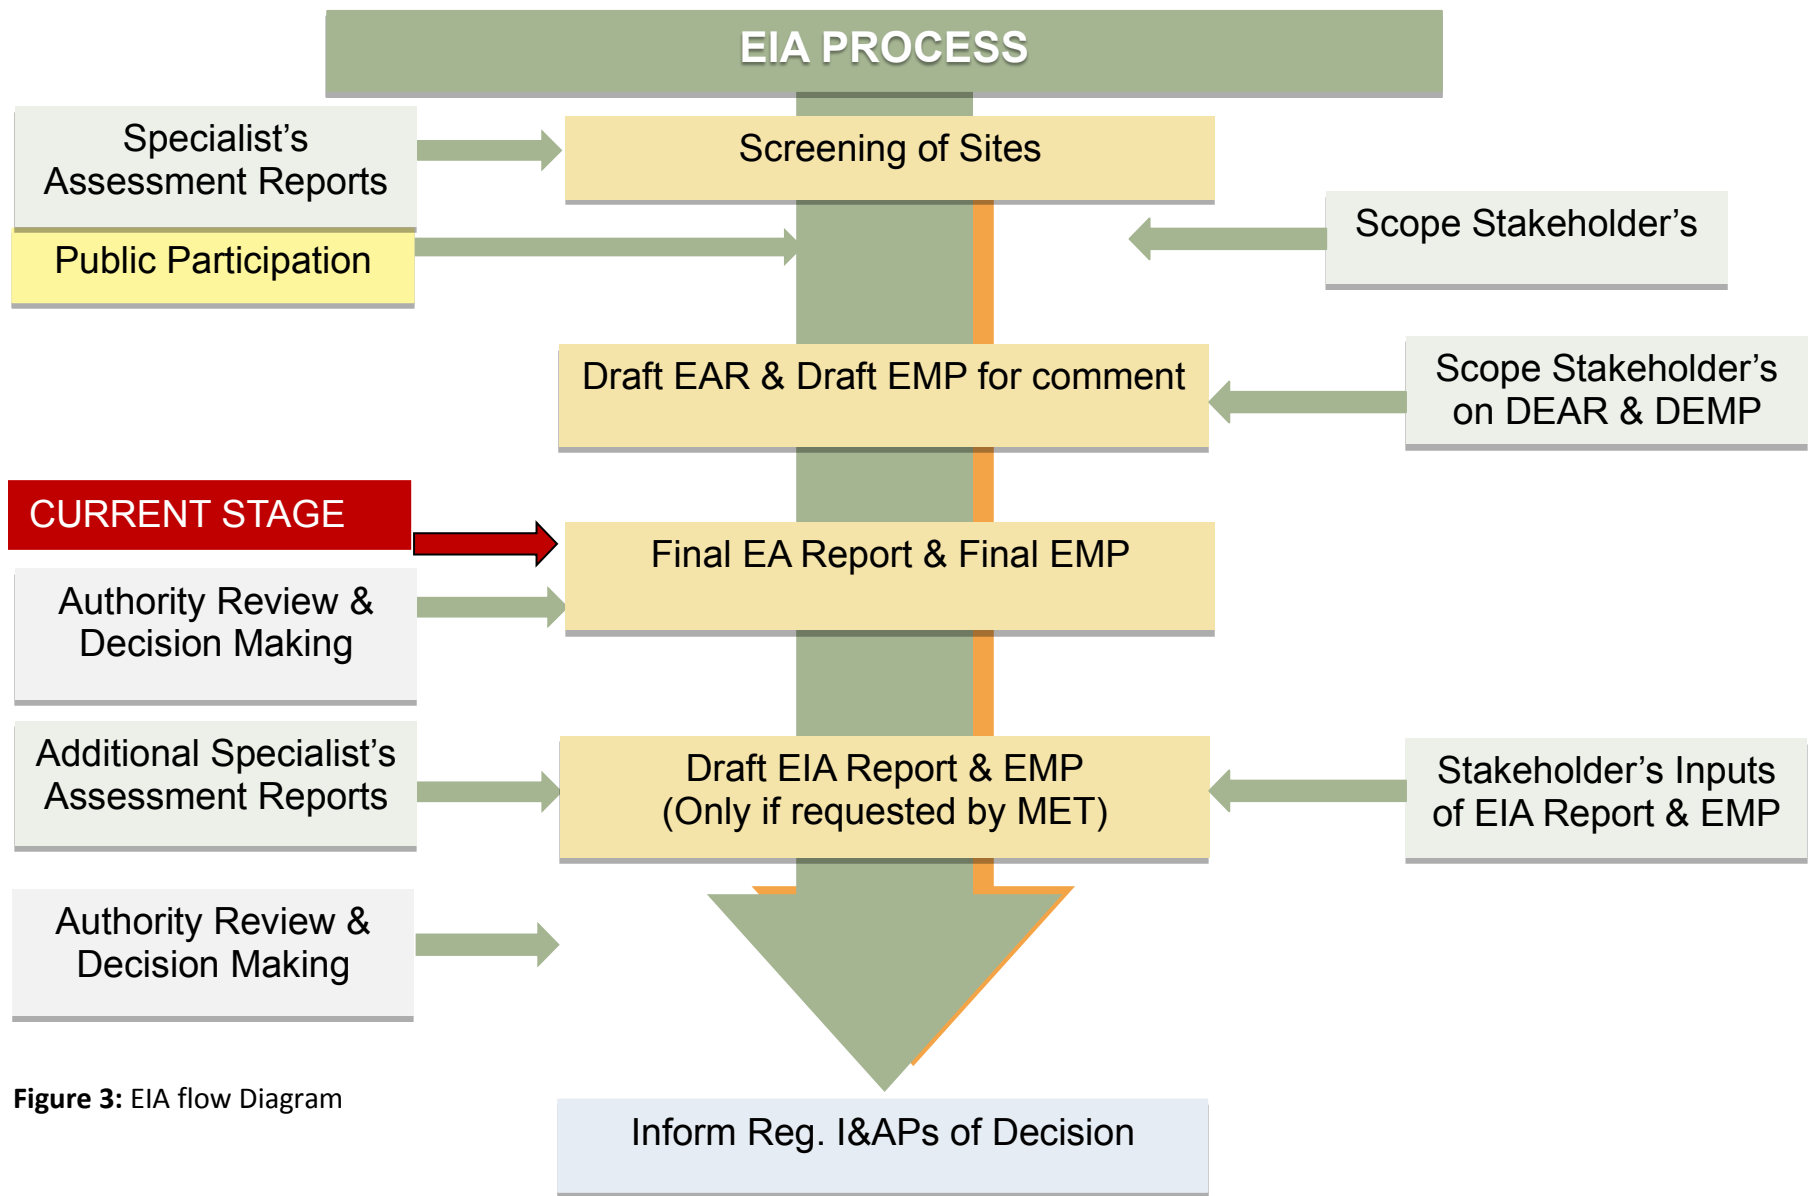 EIA PROCESS
Specialist’s
Assessment Reports
Screening of Sites
Public Participation
Scope Stakeholder’s
Draft EAR & Draft EMP for comment
Scope Stakeholder’s
on DEAR & DEMP
CURRENT STAGE
Final EA Report & Final EMP
Authority Review &
Decision Making
Additional Specialist’s
Assessment Reports
Draft EIA Report & EMP
(Only if requested by MET)
Stakeholder’s Inputs
of EIA Report & EMP
Authority Review &
Decision Making
Figure 3: EIA flow Diagram
Inform Reg. I&APs of Decision